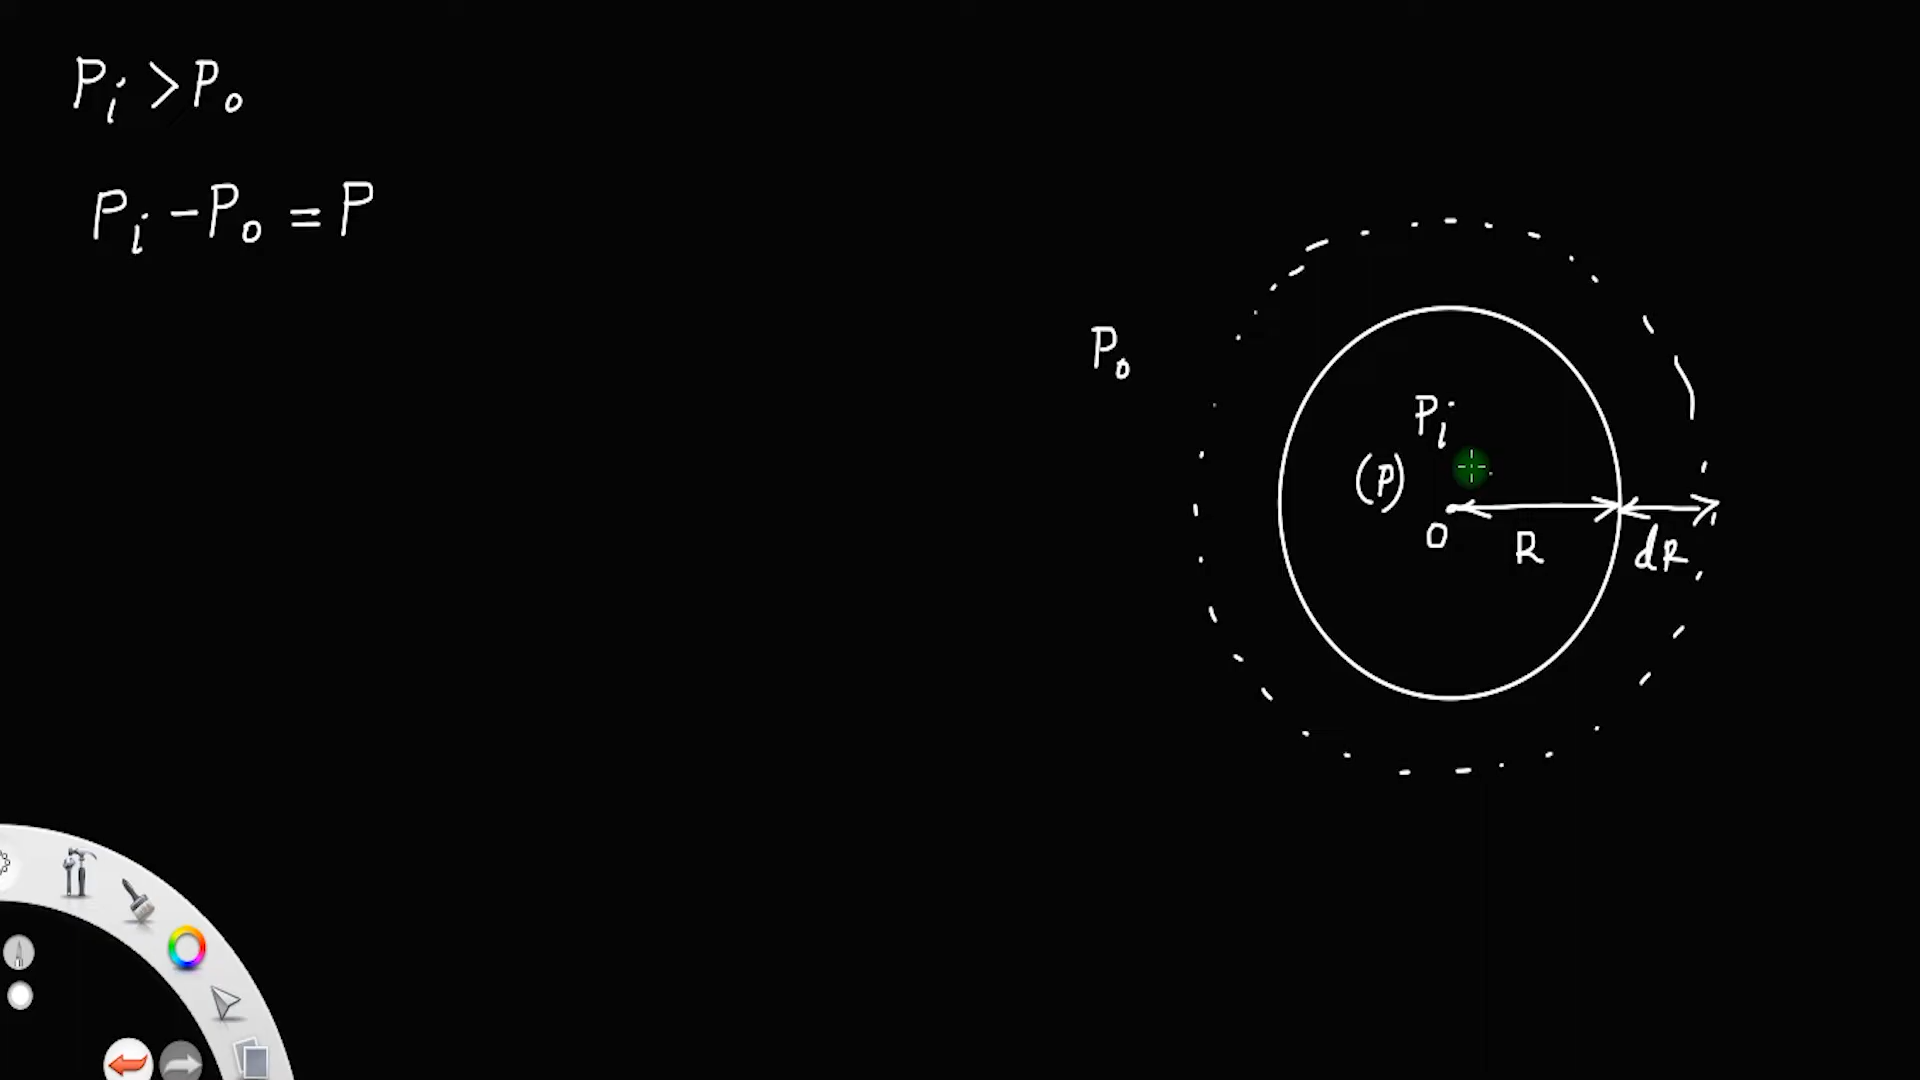 Pi > Po
Pi - Po = P
Po
Pi
(P)
O
R
dR